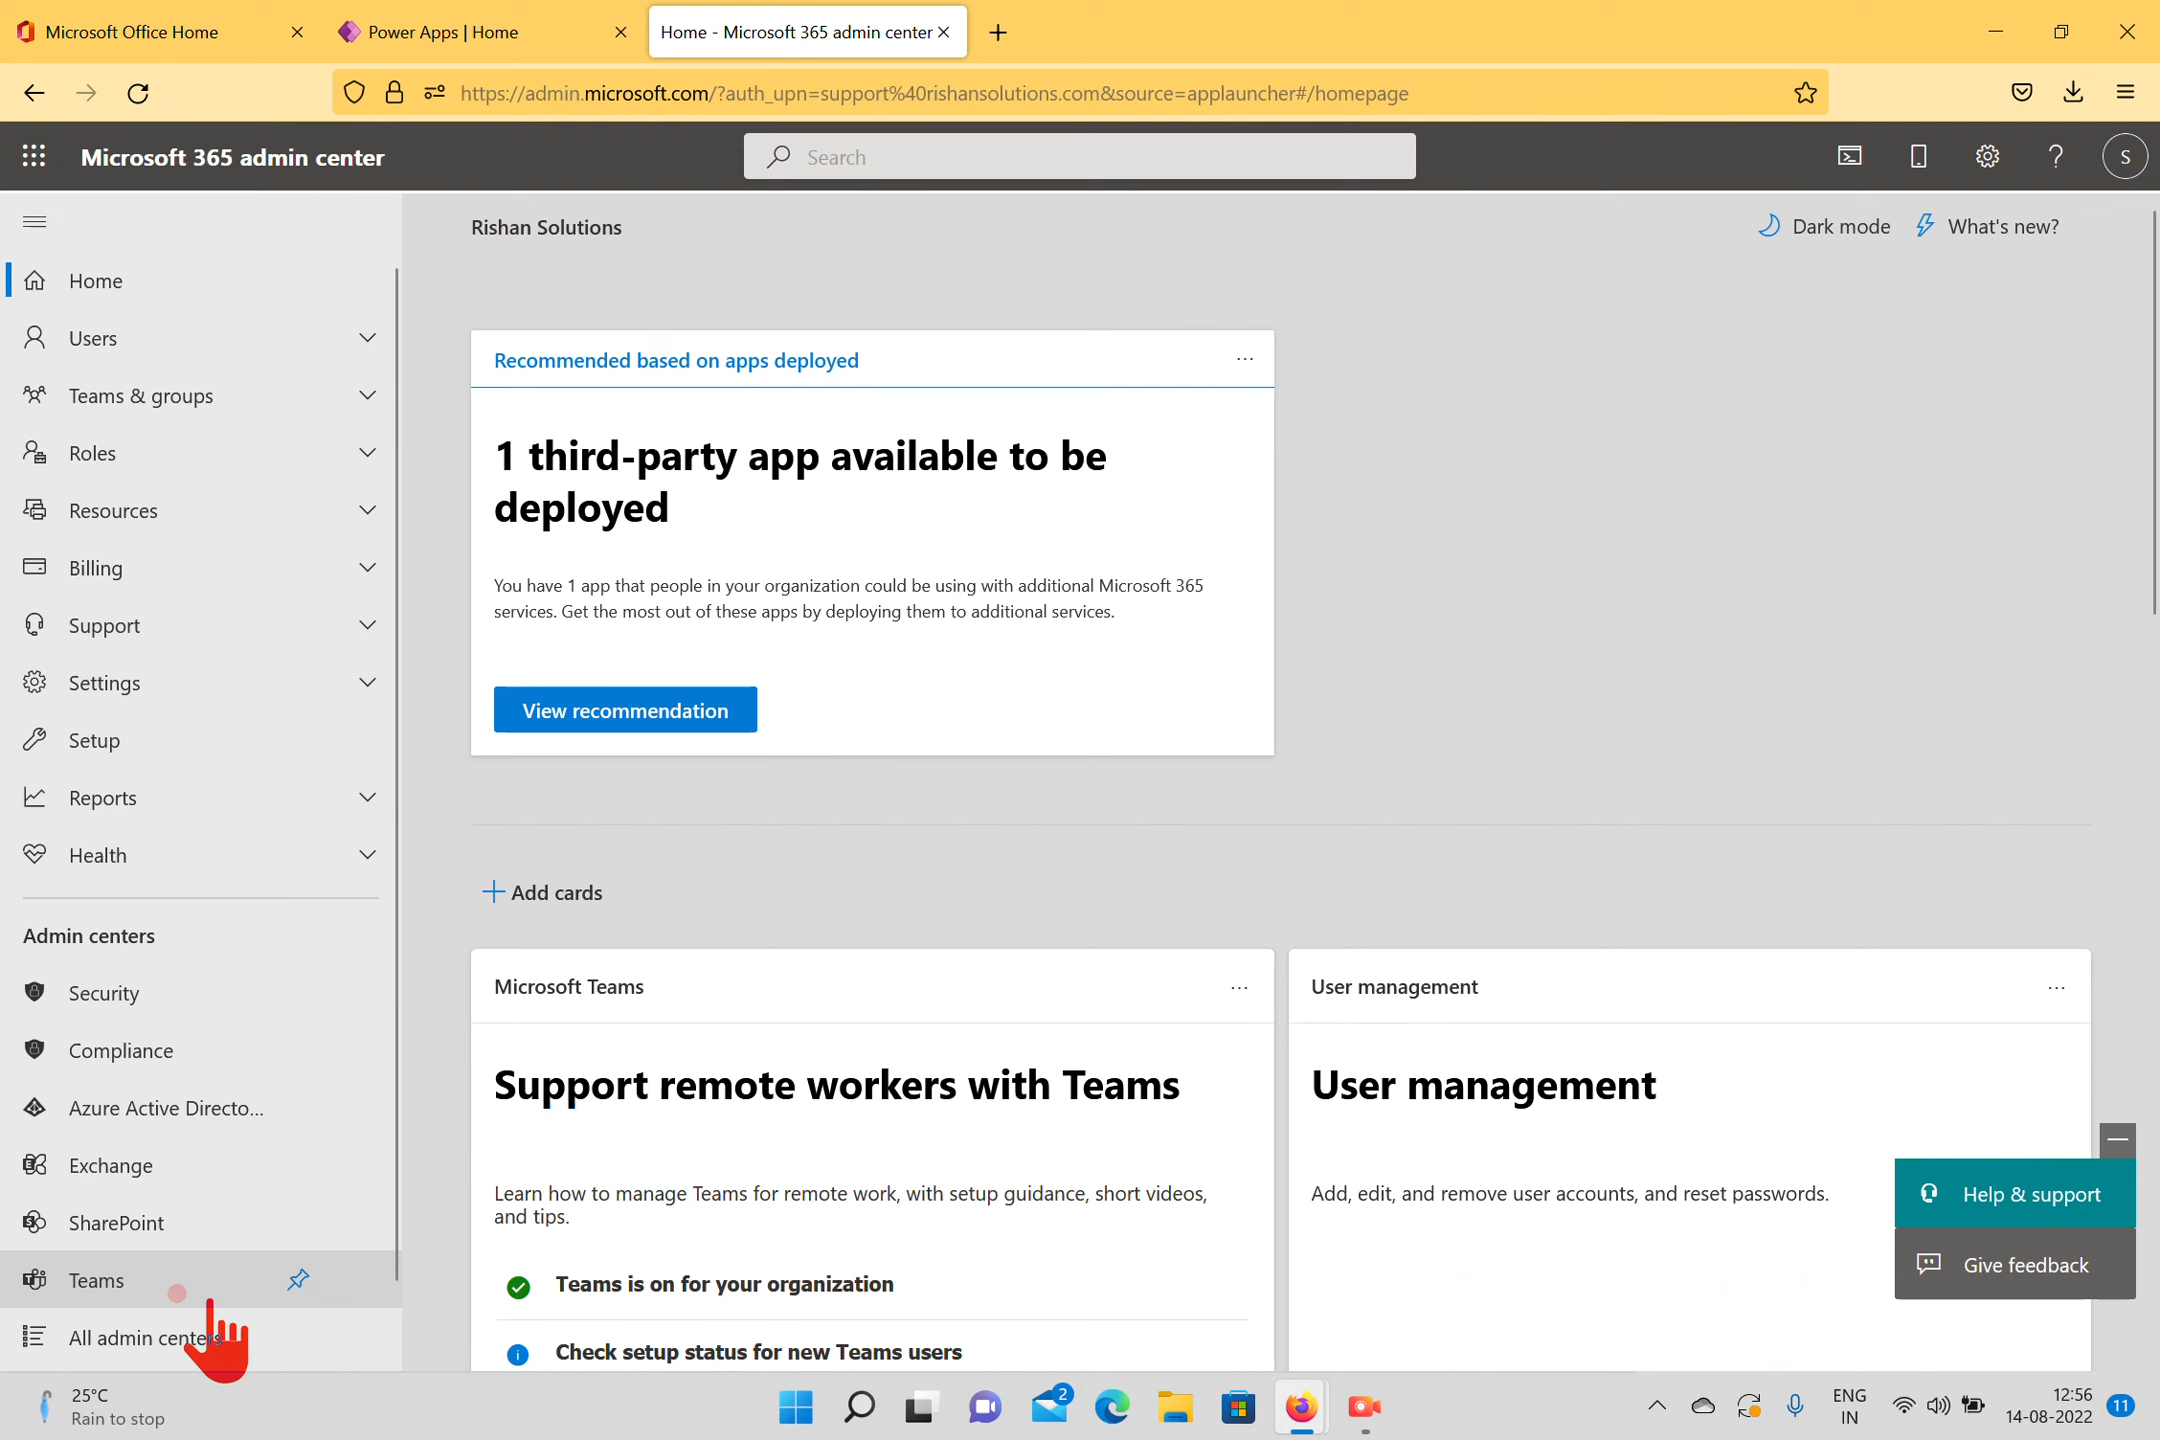 Microsoft Office Home
Power Apps | Home
Home - Microsoft 365 admin center
https://admin.microsoft.com/?auth_upn=support%40rishansolutions.com&source=applauncher#/homepage
Microsoft 365 admin center
Search
S
Home
Users
Teams & groups
Roles
Resources
Billing
Support
Settings
Setup
Reports
Health
Admin centers
Security
Compliance
Azure Active Directo...
Exchange
SharePoint
Teams
All admin centers
Rishan Solutions
Dark mode
What's new?
Recommended based on apps deployed
1 third-party app available to be
deployed
You have 1 app that people in your organization could be using with additional Microsoft 365
services. Get the most out of these apps by deploying them to additional services.
View recommendation
Add cards
Microsoft Teams
Support remote workers with Teams
Learn how to manage Teams for remote work, with setup guidance, short videos,
and tips.
Teams is on for your organization
Check setup status for new Teams users
User management
User management
Add, edit, and remove user accounts, and reset passwords.
Help & support
Give feedback
25°C
Rain to stop
2
ENG
IN
12:56
14-08-2022
11